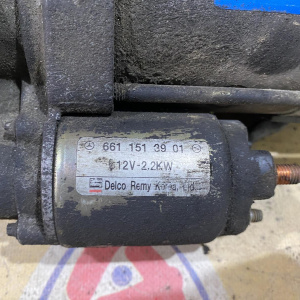 661 151 39 01
12V-2.2KW
Delco Remy Korea, Ltd.